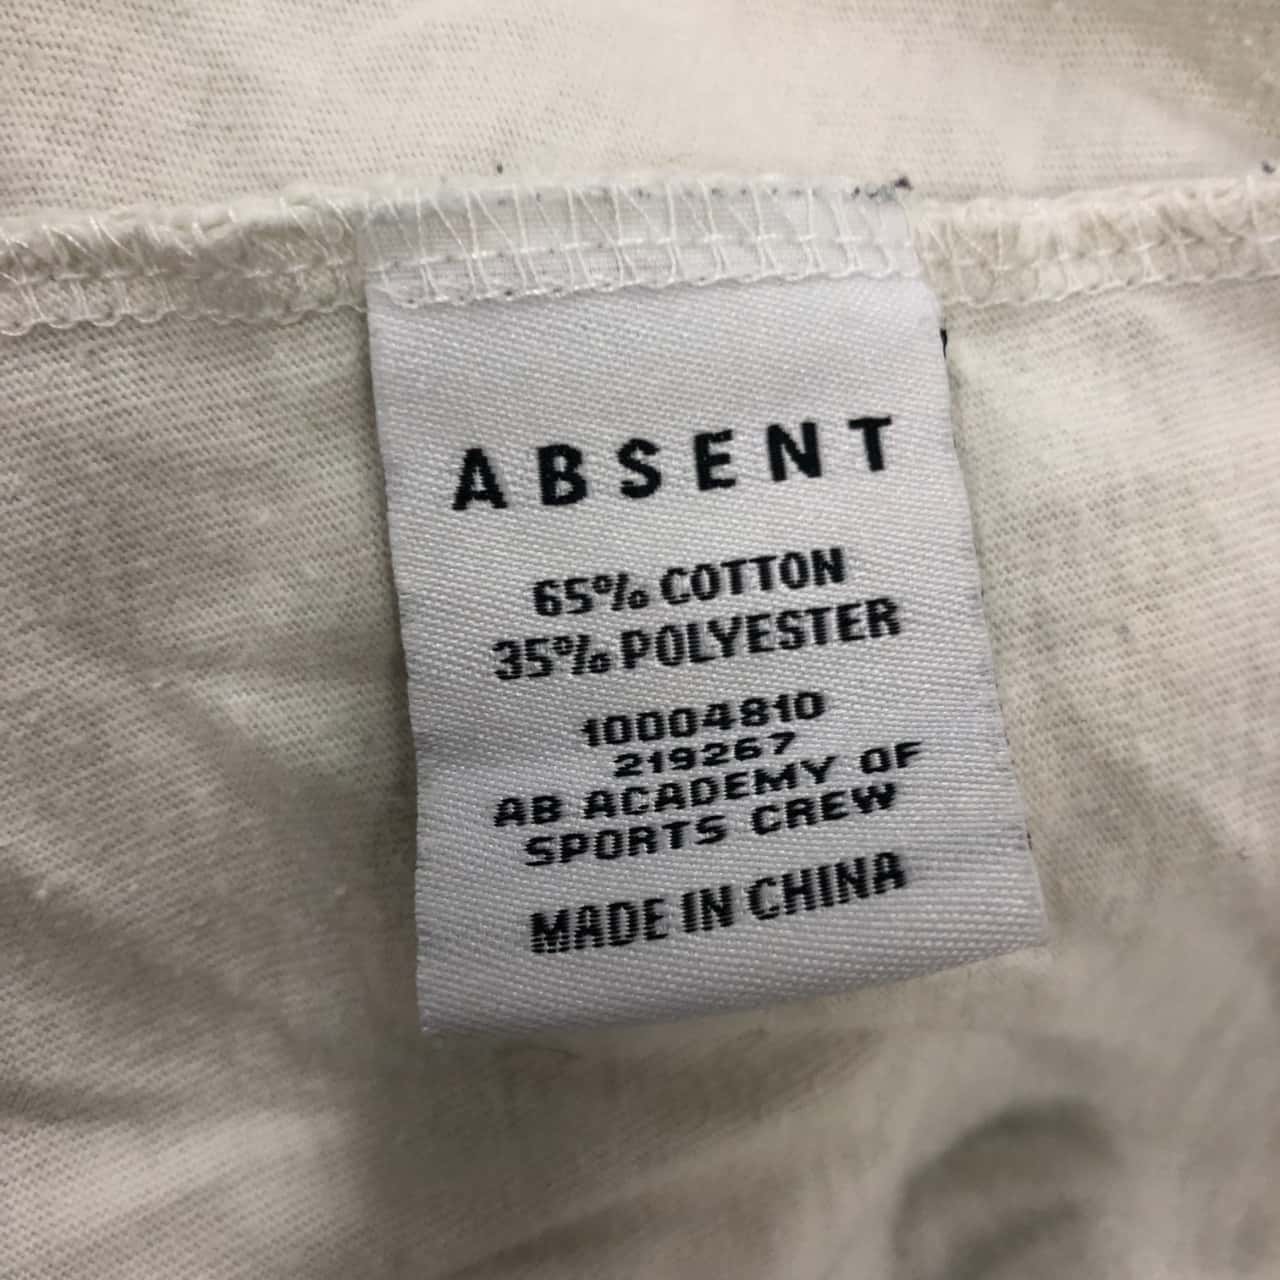 ABSENT
65% COTTON
35% POLYESTER
10004810
219267
AB ACADEMY OF
SPORTS CREW
MADE IN CHINA